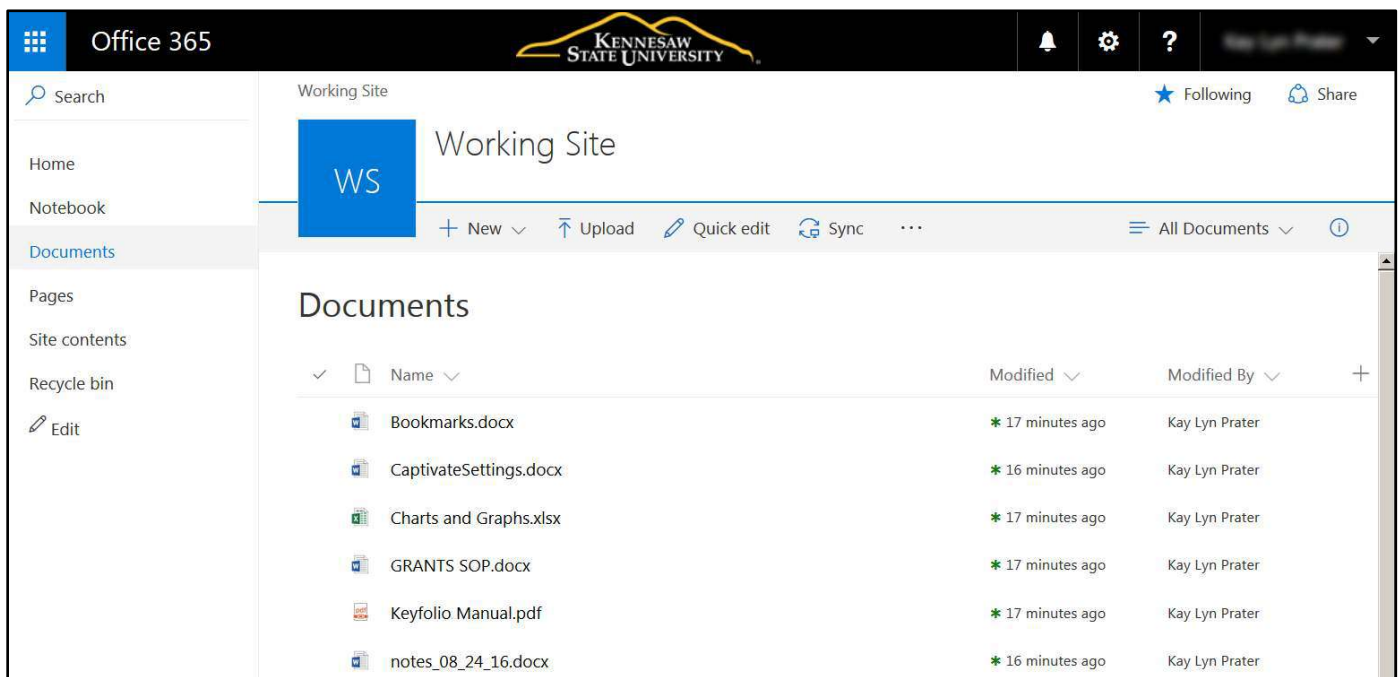 Office 365
KENNESAW
STATE UNIVERSITY
?
Search
Home
Notebook
Documents
Pages
Site contents
Recycle bin
Edit
Working Site
Following
Share
WS
Working Site
New
Upload
Quick edit
Sync
...
All Documents
Documents
Name
Modified
Modified By
Bookmarks.docx
17 minutes ago
Kay Lyn Prater
CaptivateSettings.docx
16 minutes ago
Kay Lyn Prater
Charts and Graphs.xlsx
17 minutes ago
Kay Lyn Prater
GRANTS SOP.docx
17 minutes ago
Kay Lyn Prater
Keyfolio Manual.pdf
17 minutes ago
Kay Lyn Prater
notes_08_24_16.docx
16 minutes ago
Kay Lyn Prater